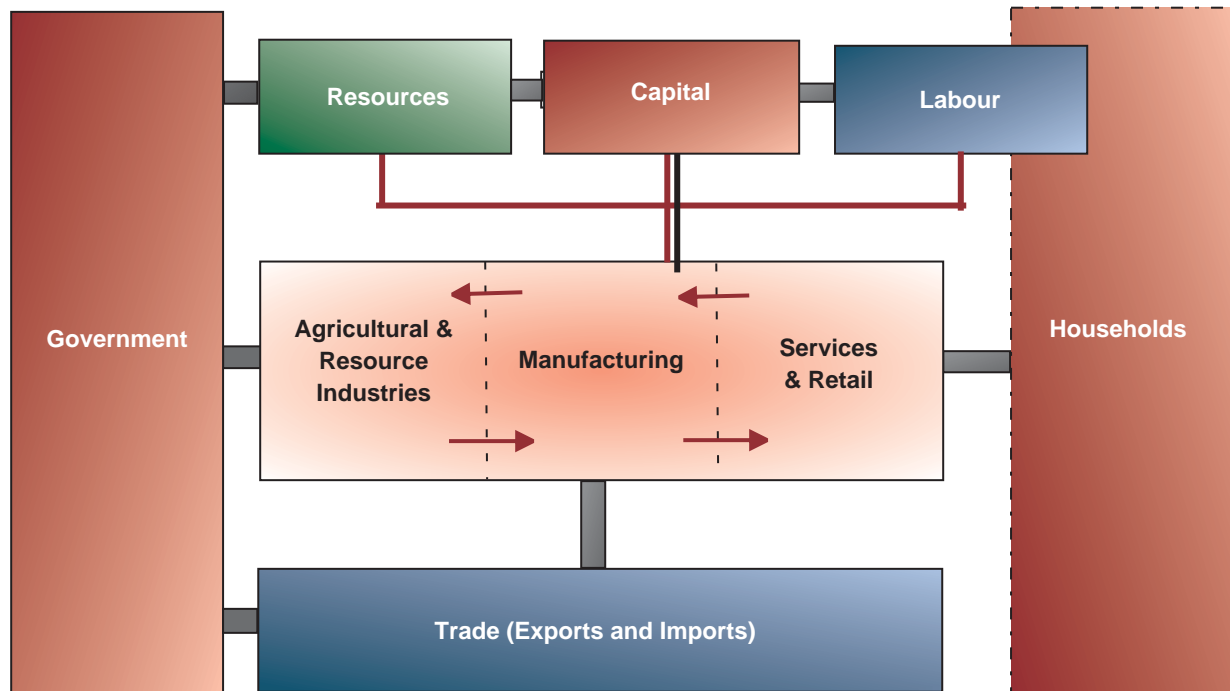 Resources
Capital
Labour
Government
Agricultural &
Resource
Industries
Manufacturing
Services
& Retail
Households
Trade (Exports and Imports)